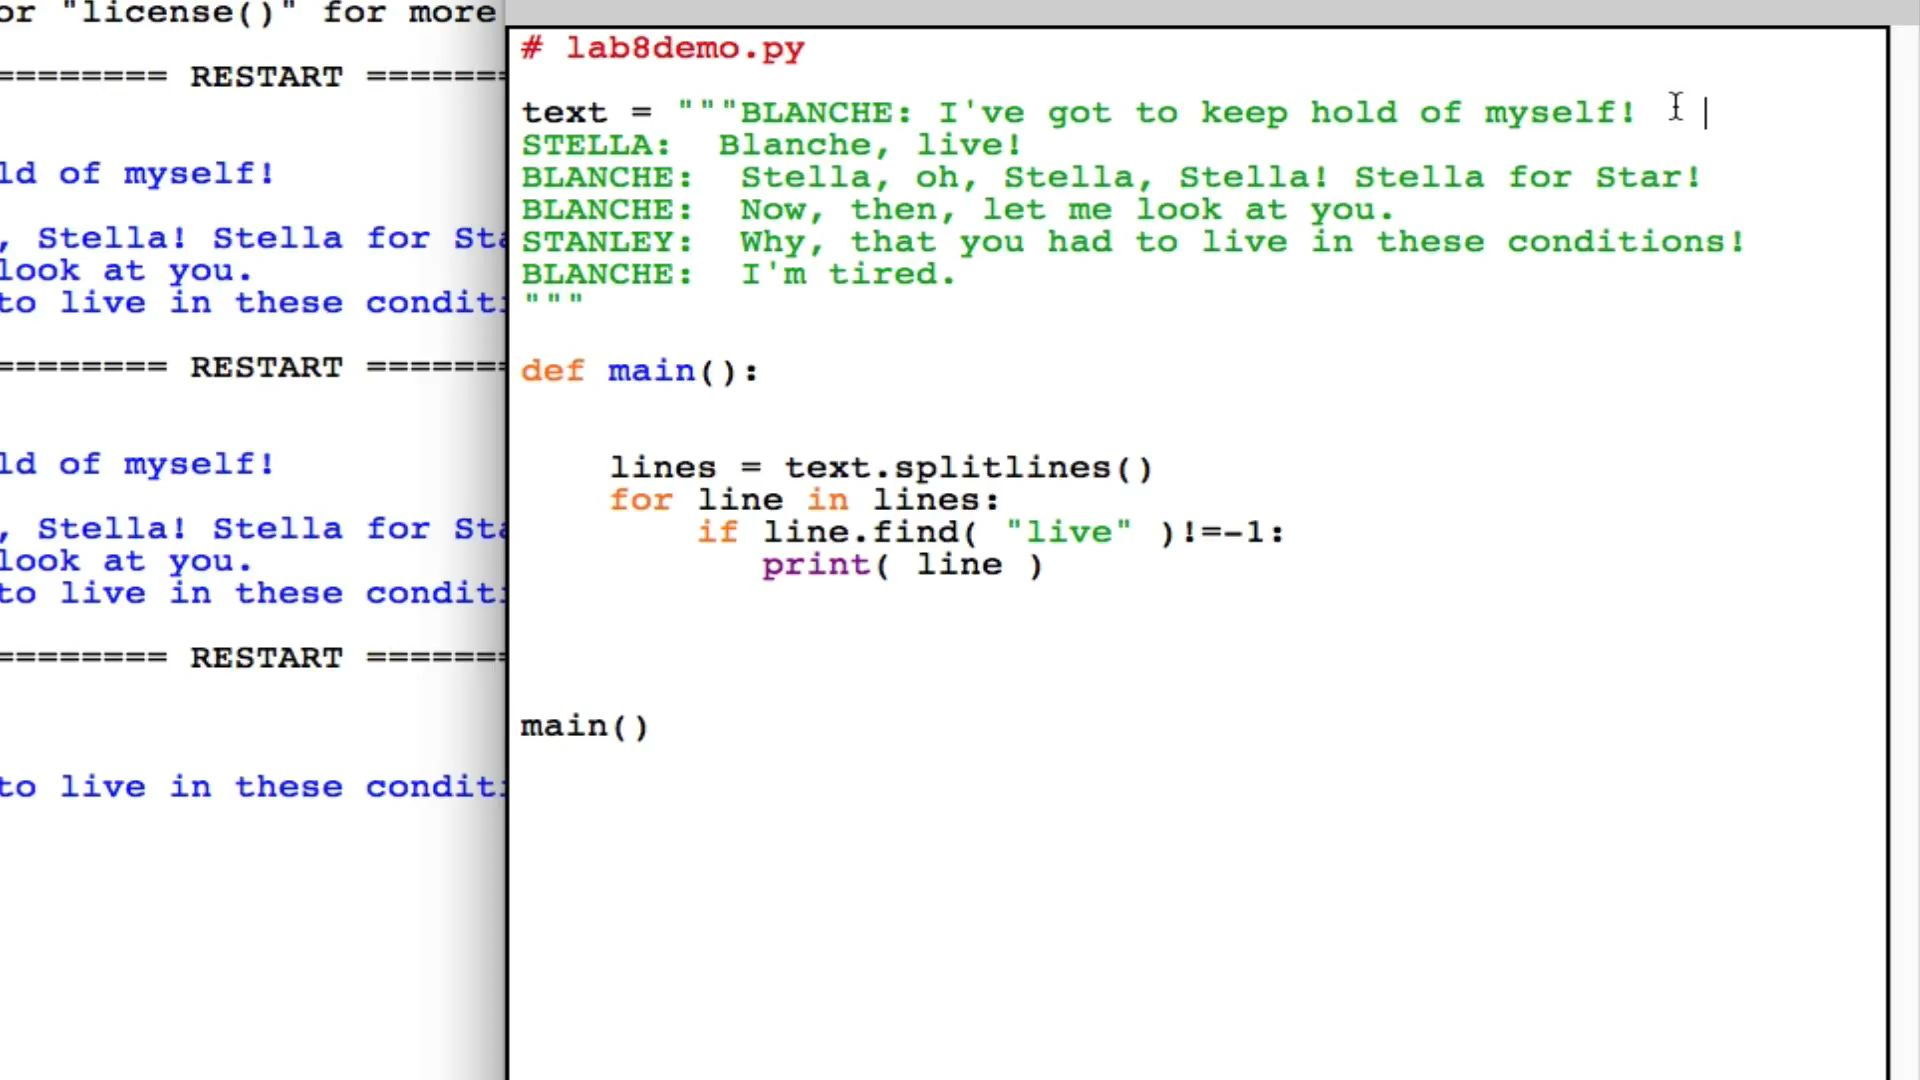 or "license()" for more
======== RESTART =======
ld of myself!
, Stella! Stella for Sta
look at you.
to live in these conditi
======== RESTART =======
ld of myself!
, Stella! Stella for Sta
look at you.
to live in these conditi
======== RESTART =======
to live in these conditi
# lab8demo.py
text = """BLANCHE: I've got to keep hold of myself!
STELLA:  Blanche, live!
BLANCHE:  Stella, oh, Stella, Stella! Stella for Star!
BLANCHE:  Now, then, let me look at you.
STANLEY:  Why, that you had to live in these conditions!
BLANCHE:  I'm tired.
"""
def main():
    lines = text.splitlines()
    for line in lines:
        if line.find( "live" )!=-1:
           print( line )
main()